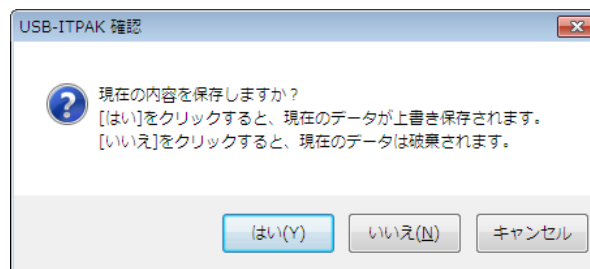 USB-ITPAK 確認
現在の内容を保存しますか？
[はい]をクリックすると、現在のデータが上書き保存されます。
[いいえ]をクリックすると、現在のデータは破棄されます。
はい(Y)
いいえ(N)
キャンセル